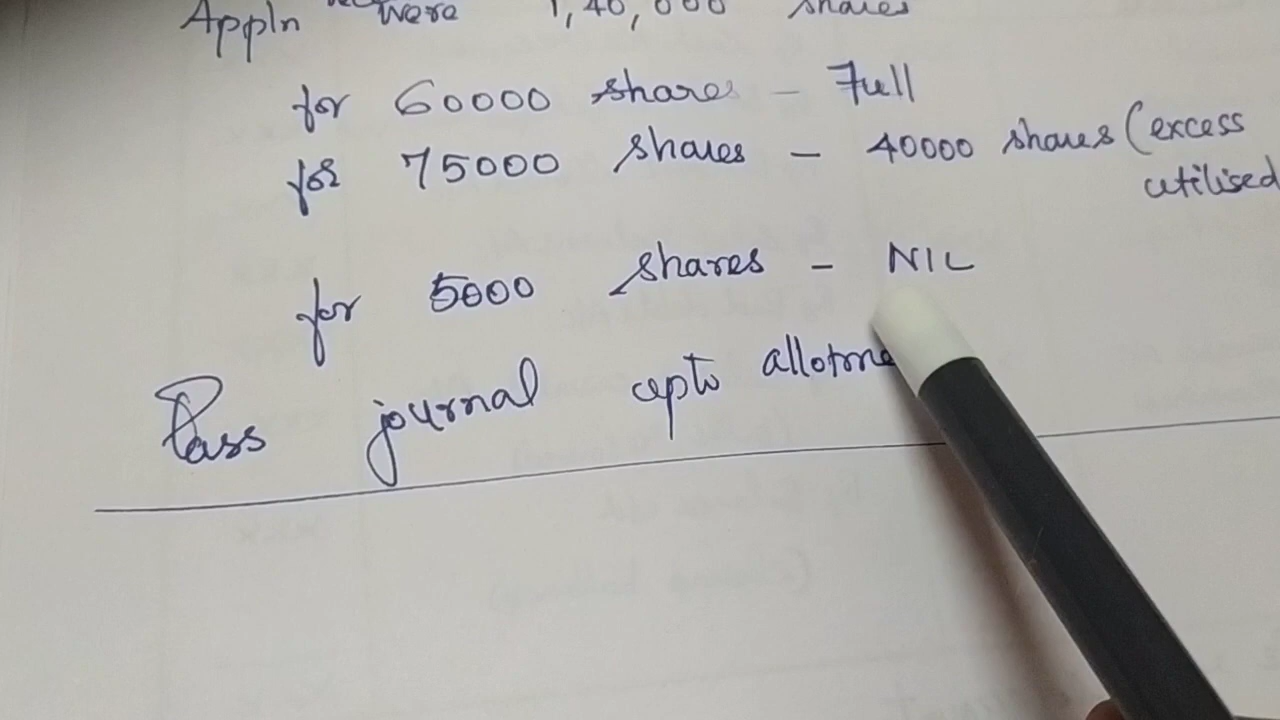 Appln were 1,40,000 shares
for 60000 shares - Full
for 75000 shares - 40000 shares (excess
utilised
for 5000 shares - NIL
Pass journal upto allotme